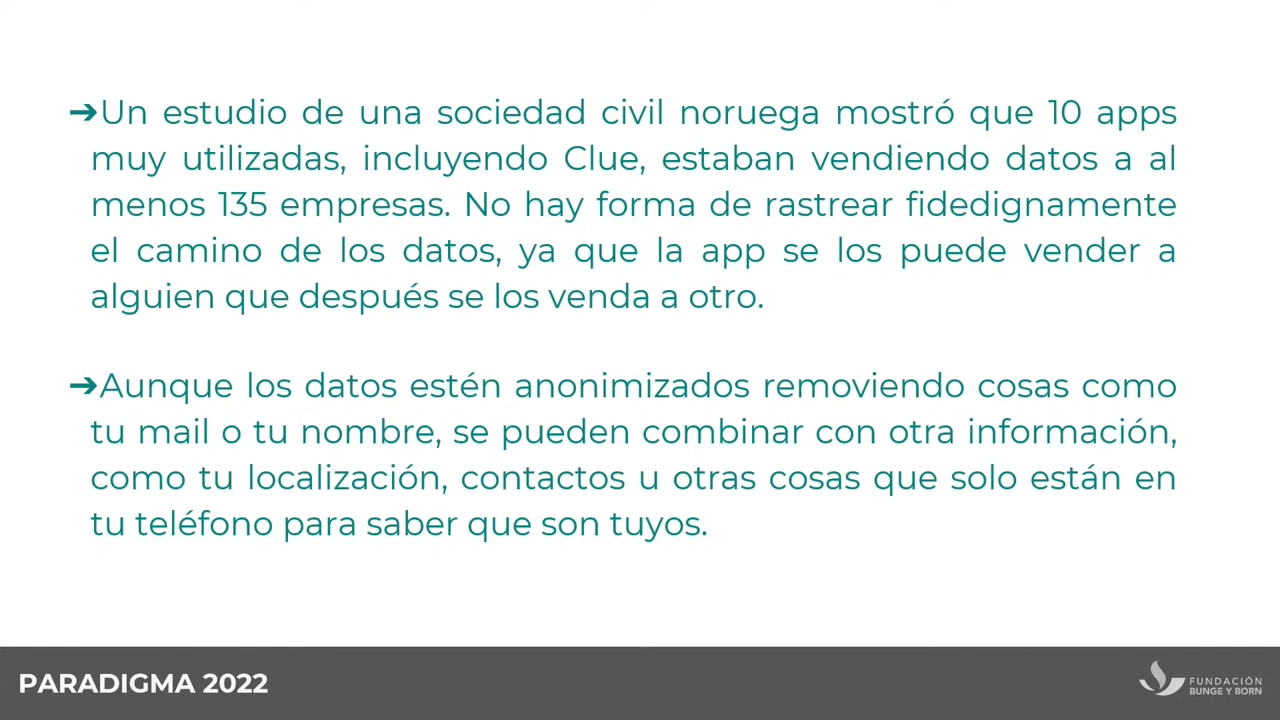 ➔Un estudio de una sociedad civil noruega mostró que 10 apps
muy utilizadas, incluyendo Clue, estaban vendiendo datos a al
menos 135 empresas. No hay forma de rastrear fidedignamente
el camino de los datos, ya que la app se los puede vender a
alguien que después se los venda a otro.
➔Aunque los datos estén anonimizados removiendo cosas como
tu mail o tu nombre, se pueden combinar con otra información,
como tu localización, contactos u otras cosas que solo están en
tu teléfono para saber que son tuyos.
PARADIGMA 2022
FUNDACIÓN
BUNGE Y BORN